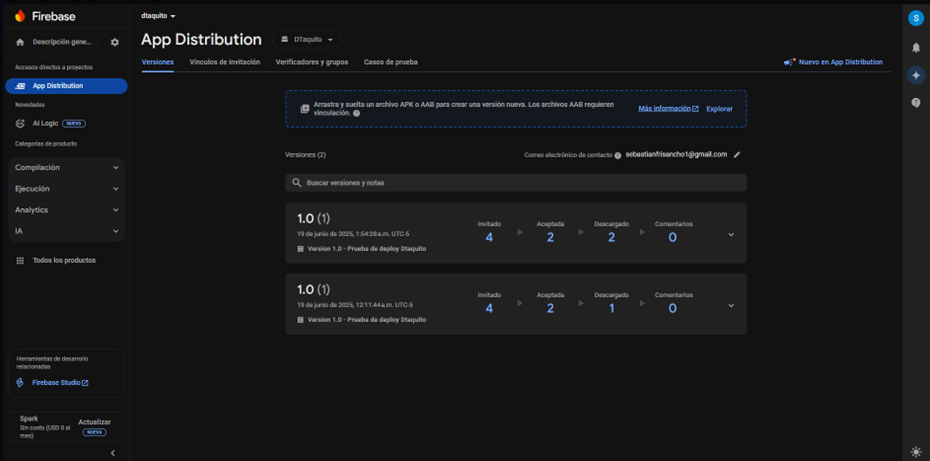 Firebase
Descripción gene...
Accesos directos a proyectos
App Distribution
Novedades
AI Logic NUEVO
Categorías de producto
Compilación
Ejecución
Analytics
IA
Todos los productos
Herramientas de desarrollo
relacionadas
Firebase Studio
Spark
Sin costo (USD 0 al
mes)
Actualizar
NUEVA
dtaquito
App Distribution
DTaquito
Versiones
Vínculos de invitación
Verificadores y grupos
Casos de prueba
Nuevo en App Distribution
Arrastra y suelta un archivo APK o AAB para crear una versión nueva. Los archivos AAB requieren
vinculación.
Más información
Explorar
Versiones (2)
Correo electrónico de contacto sebastianfrisancho1@gmail.com
Buscar versiones y notas
1.0 (1)
19 de junio de 2025, 1:54:28 a.m. UTC-5
Version 1.0 - Prueba de deploy Dtaquito
Invitado Aceptada Descargado Comentarios
4 2 2 0
1.0 (1)
19 de junio de 2025, 12:11:44 a.m. UTC-5
Version 1.0 - Prueba de deploy Dtaquito
Invitado Aceptada Descargado Comentarios
4 2 1 0
S